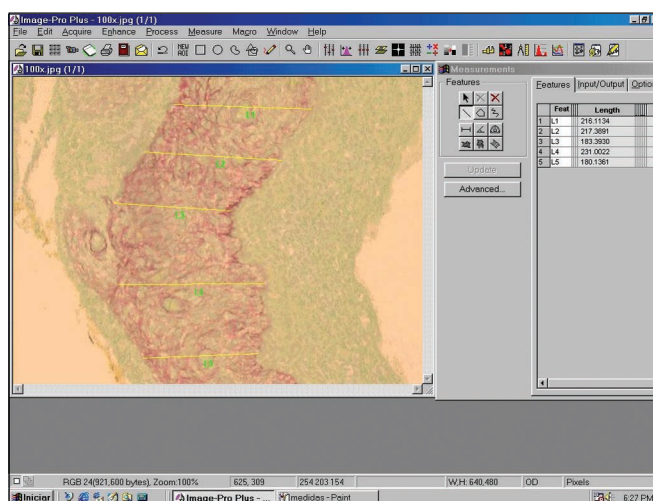 Image-Pro Plus - 100x.jpg (1/1)
File Edit Acquire Enhance Process Measure Macro Window Help
NEW AOI
100x.jpg (1/1)
Measurements
Features
Features Input/Output Optio
Feat Length
1 L1 216.1134
2 L2 217.3891
3 L3 183.3930
4 L4 231.0022
5 L5 180.1361
Update
Advanced...
L1
L2
L3
L4
L5
RGB 24(921,600 bytes), Zoom:100% 625, 309 254 203 154 W,H: 640,480 OD Pixels
Iniciar Image-Pro Plus - ... medidas - Paint 6:27 PM